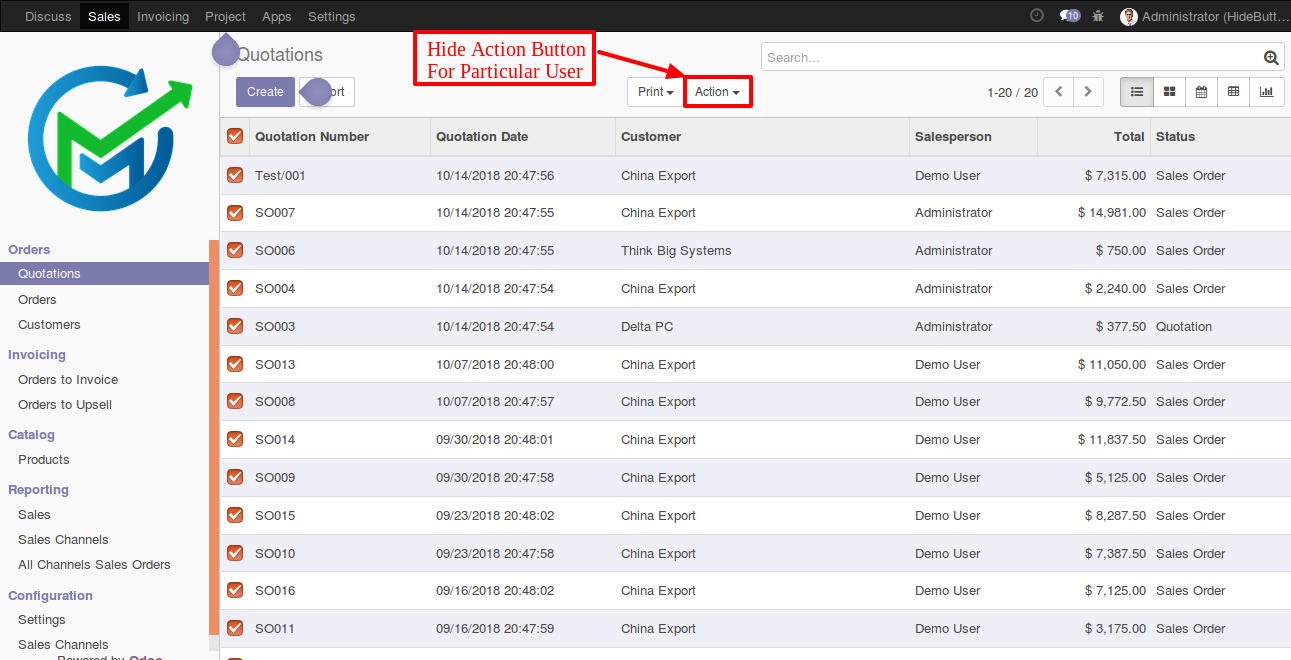 Discuss Sales Invoicing Project Apps Settings 10 Administrator (HideButt...
Quotations
Hide Action Button
For Particular User
Search...
Create
Print Action 1-20 / 20
Quotation Number Quotation Date Customer Salesperson Total Status
Test/001 10/14/2018 20:47:56 China Export Demo User $ 7,315.00 Sales Order
SO007 10/14/2018 20:47:55 China Export Administrator $ 14,981.00 Sales Order
SO006 10/14/2018 20:47:55 Think Big Systems Administrator $ 750.00 Sales Order
SO004 10/14/2018 20:47:54 China Export Administrator $ 2,240.00 Sales Order
SO003 10/14/2018 20:47:54 Delta PC Administrator $ 377.50 Quotation
SO013 10/07/2018 20:48:00 China Export Demo User $ 11,050.00 Sales Order
SO008 10/07/2018 20:47:57 China Export Demo User $ 9,772.50 Sales Order
SO014 09/30/2018 20:48:01 China Export Demo User $ 11,837.50 Sales Order
SO009 09/30/2018 20:47:58 China Export Demo User $ 5,125.00 Sales Order
SO015 09/23/2018 20:48:02 China Export Demo User $ 8,287.50 Sales Order
SO010 09/23/2018 20:47:58 China Export Demo User $ 7,387.50 Sales Order
SO016 09/16/2018 20:48:02 China Export Demo User $ 7,125.00 Sales Order
SO011 09/16/2018 20:47:59 China Export Demo User $ 3,175.00 Sales Order
Orders
Quotations
Orders
Customers
Invoicing
Orders to Invoice
Orders to Upsell
Catalog
Products
Reporting
Sales
Sales Channels
All Channels Sales Orders
Configuration
Settings
Sales Channels
Powered by Odoo